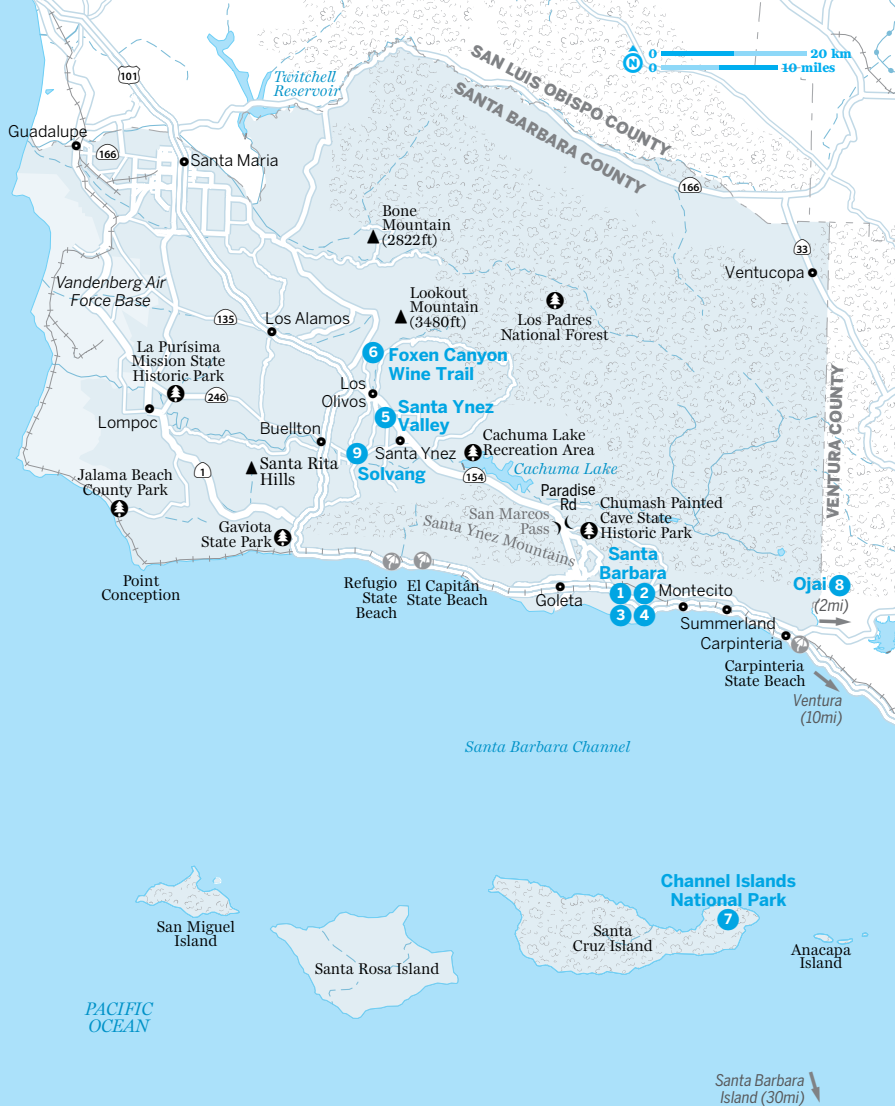 0
20 km
N
0
10 miles
SAN LUIS OBISPO COUNTY
SANTA BARBARA COUNTY
101
Twitchell
Reservoir
Guadalupe
166
Santa Maria
166
Bone
Mountain
(2822ft)
33
Ventucopa
Vandenberg Air
Force Base
Lookout
Mountain
(3480ft)
Los Padres
National Forest
135
Los Alamos
La Purísima
Mission State
Historic Park
6
Foxen Canyon
Wine Trail
246
Los
Olivos
5
Santa Ynez
Valley
Lompoc
VENTURA COUNTY
Buellton
9
Santa Ynez
Solvang
Cachuma Lake
Recreation Area
Cachuma Lake
Santa Rita
Hills
1
154
Jalama Beach
County Park
Paradise
Rd
Chumash Painted
Cave State
Historic Park
San Marcos
Pass
Santa Ynez Mountains
Gaviota
State Park
Santa
Barbara
Point
Conception
Refugio
State
Beach
El Capitán
State Beach
Goleta
1
2
3
4
Montecito
Ojai
8
(2mi)
Summerland
Carpinteria
Carpinteria
State Beach
Ventura
(10mi)
Santa Barbara Channel
Channel Islands
National Park
7
San Miguel
Island
Santa Rosa Island
Santa
Cruz Island
Anacapa
Island
PACIFIC
OCEAN
Santa Barbara
Island (30mi)